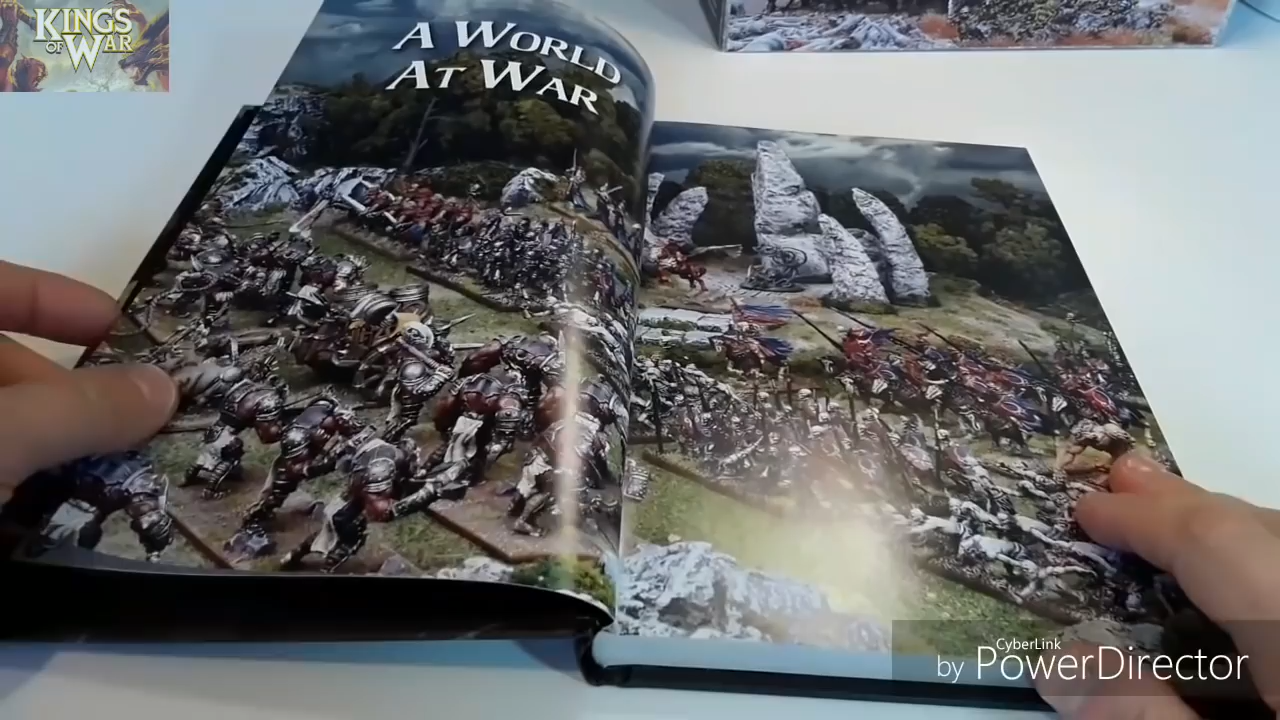 KINGS
OF WAR
A WORLD
AT WAR
CyberLink
by PowerDirector